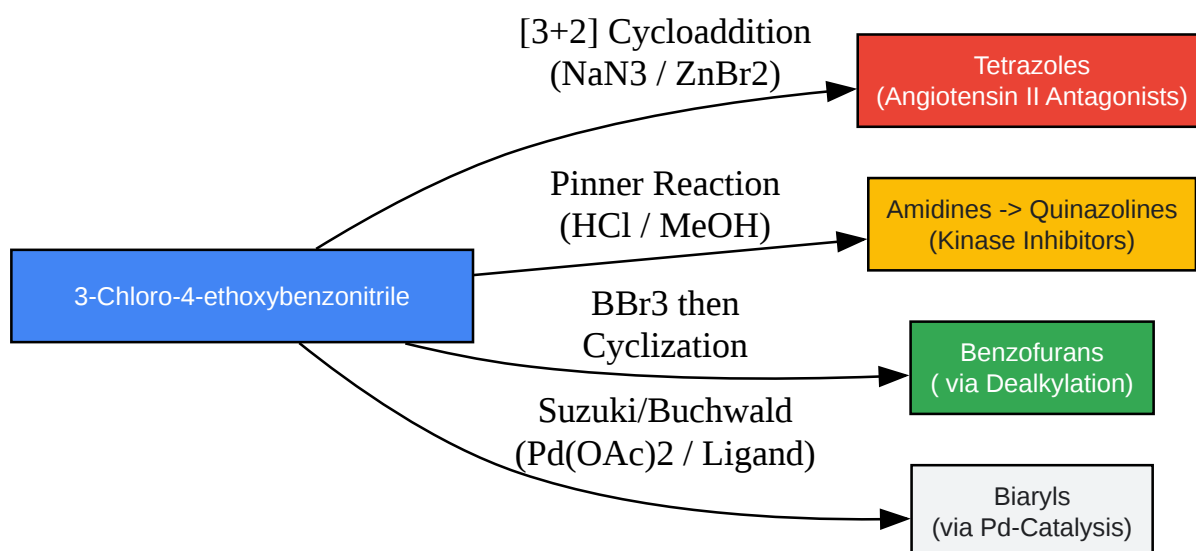 [3+2] Cycloaddition
(NaN3 / ZnBr2)
Tetrazoles
(Angiotensin II Antagonists)
Pinner Reaction
(HCl / MeOH)
Amidines -> Quinazolines
(Kinase Inhibitors)
3-Chloro-4-ethoxybenzonitrile
BBr3 then
Cyclization
Benzofurans
( via Dealkylation)
Suzuki/Buchwald
(Pd(OAc)2 / Ligand)
Biaryls
(via Pd-Catalysis)